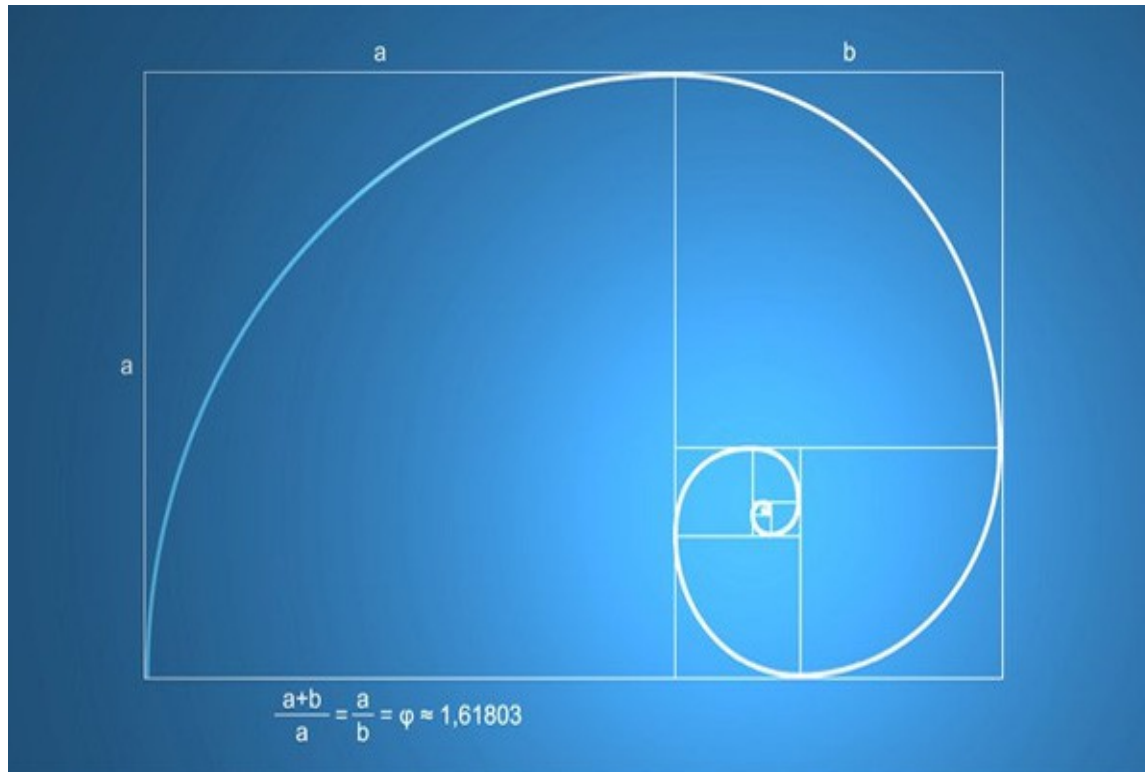 a
b
a
a+b/a = a/b = φ ≈ 1,61803